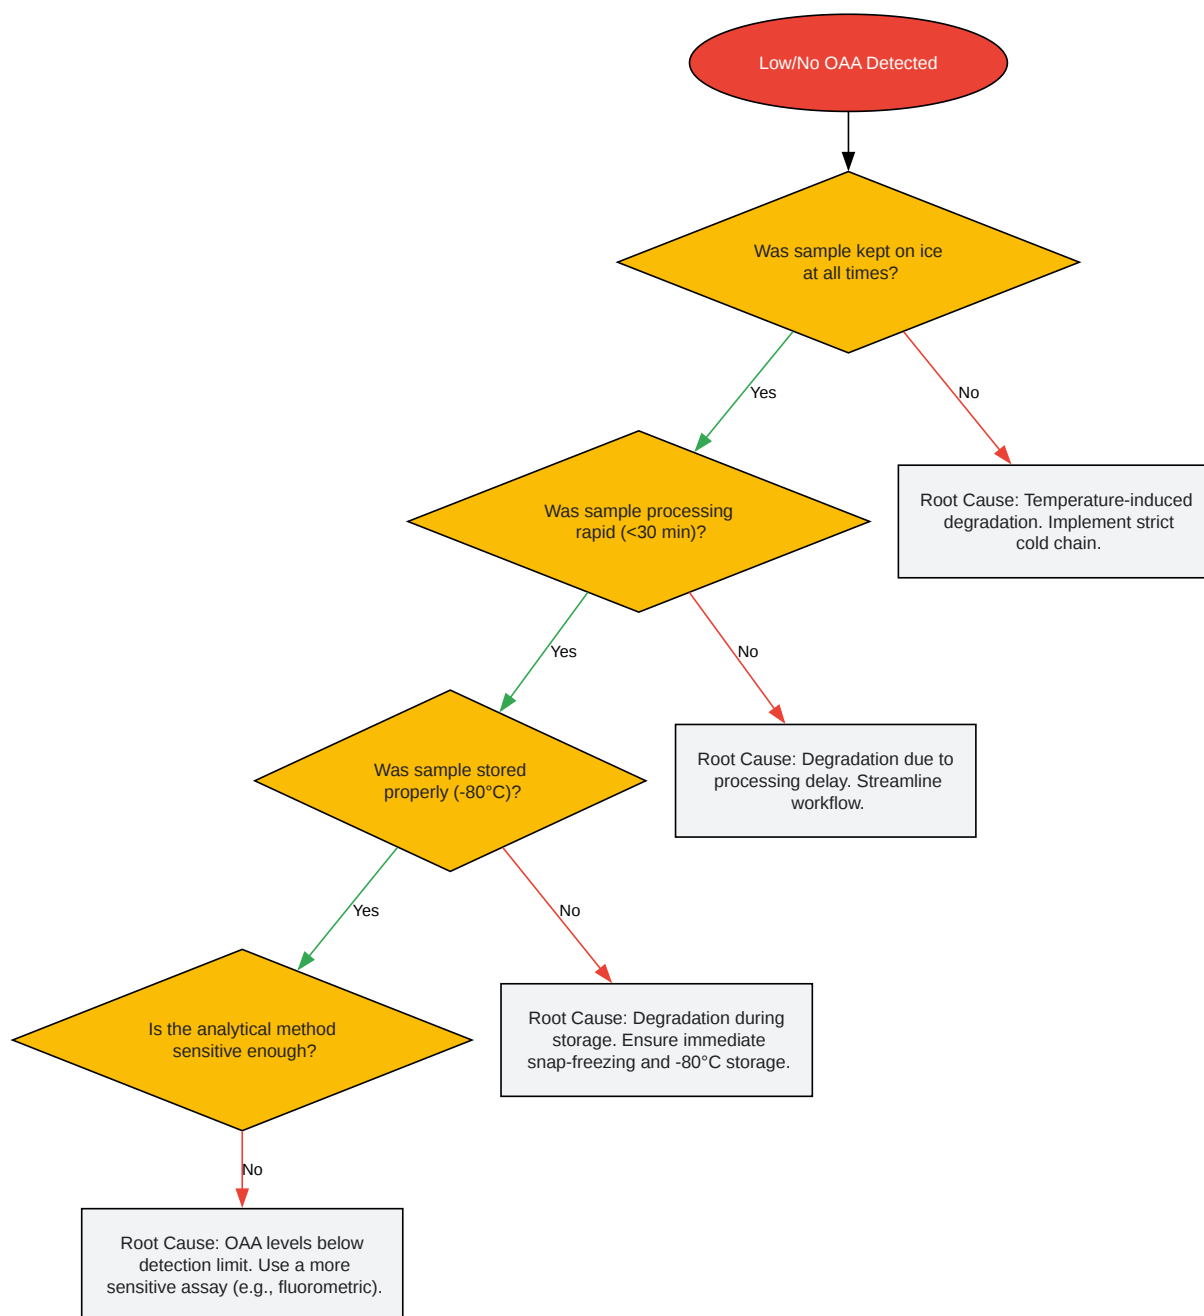 Low/No OAA Detected
Was sample kept on ice
at all times?
Yes
No
Was sample processing
rapid (<30 min)?
Root Cause: Temperature-induced
degradation. Implement strict
cold chain.
Yes
No
Was sample stored
properly (-80°C)?
Root Cause: Degradation due to
processing delay. Streamline
workflow.
Yes
No
Is the analytical method
sensitive enough?
Root Cause: Degradation during
storage. Ensure immediate
snap-freezing and -80°C storage.
No
Root Cause: OAA levels below
detection limit. Use a more
sensitive assay (e.g., fluorometric).